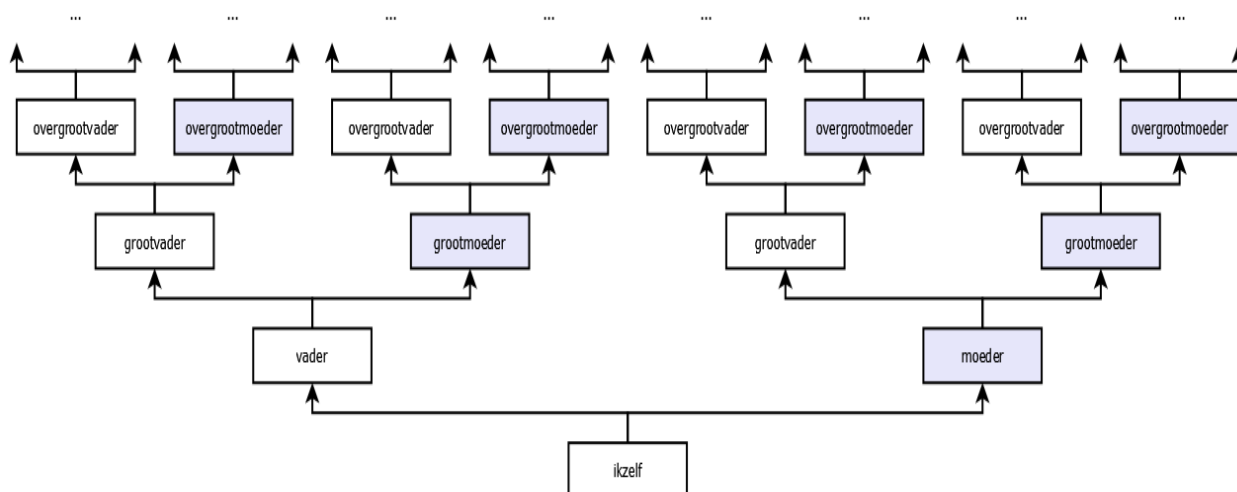 ... ... ... ... ... ... ... ...
overgrootvader overgrootmoeder overgrootvader overgrootmoeder overgrootvader overgrootmoeder overgrootvader overgrootmoeder
grootvader grootmoeder grootvader grootmoeder
vader moeder
ikzelf